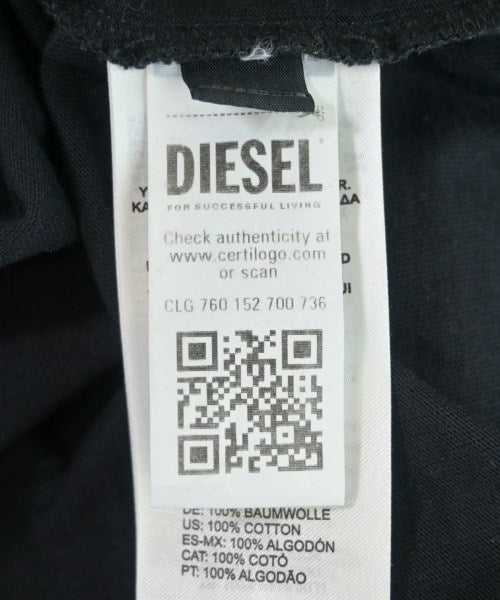 DIESEL
FOR SUCCESSFUL LIVING
Check authenticity at
www.certilogo.com
or scan
CLG 760 152 700 736
DE: 100% BAUMWOLLE
US: 100% COTTON
ES-MX: 100% ALGODÓN
CAT: 100% COTÓ
PT: 100% ALGODÃO